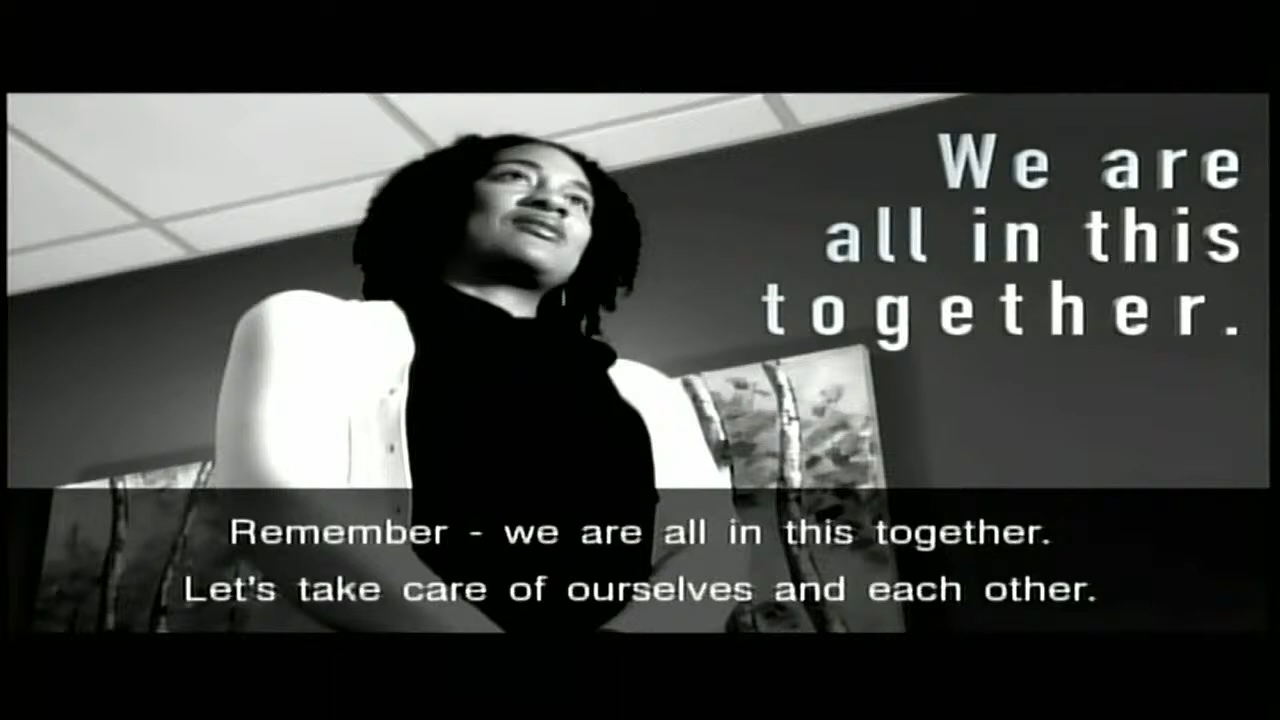 We are
all in this
together.
Remember - we are all in this together.
Let's take care of ourselves and each other.